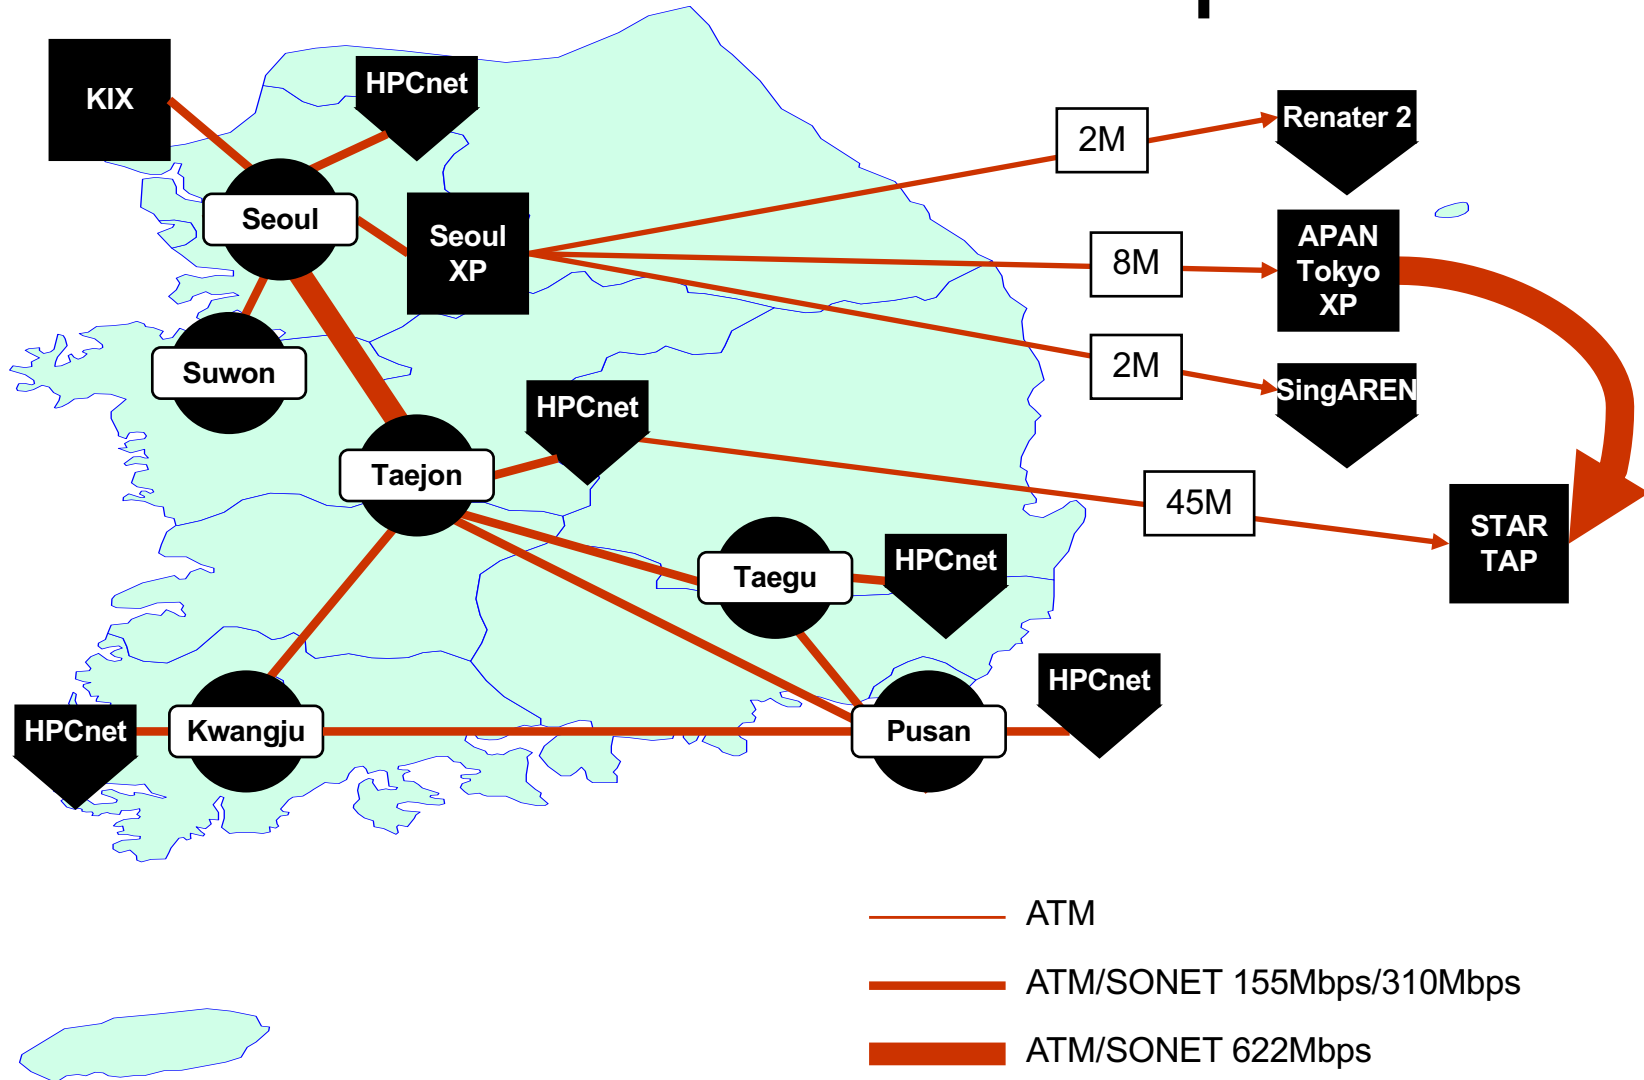 KIX
HPCnet
Seoul
Seoul
XP
Suwon
2M
Renater 2
8M
APAN
Tokyo
XP
2M
SingAREN
HPCnet
Taejon
45M
STAR
TAP
Taegu
HPCnet
HPCnet
Kwangju
Pusan
HPCnet
ATM
ATM/SONET 155Mbps/310Mbps
ATM/SONET 622Mbps